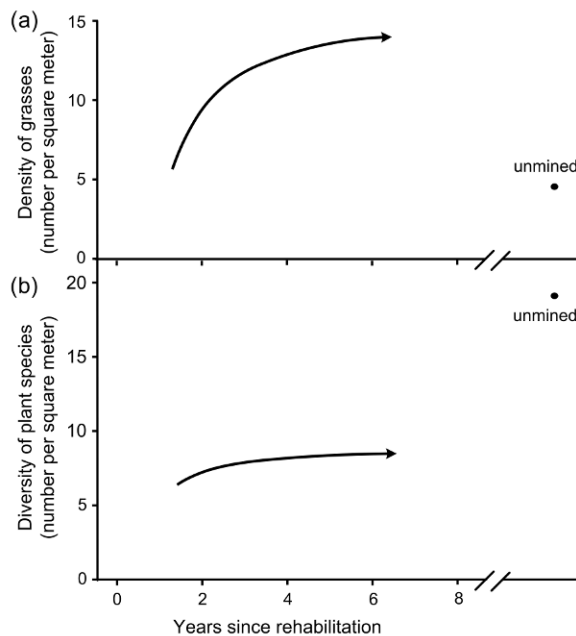 (a)
Density of grasses
(number per square meter)
15
10
5
0
unmined
(b)
Diversity of plant species
(number per square meter)
20
15
10
5
0
unmined
0 2 4 6 8
Years since rehabilitation